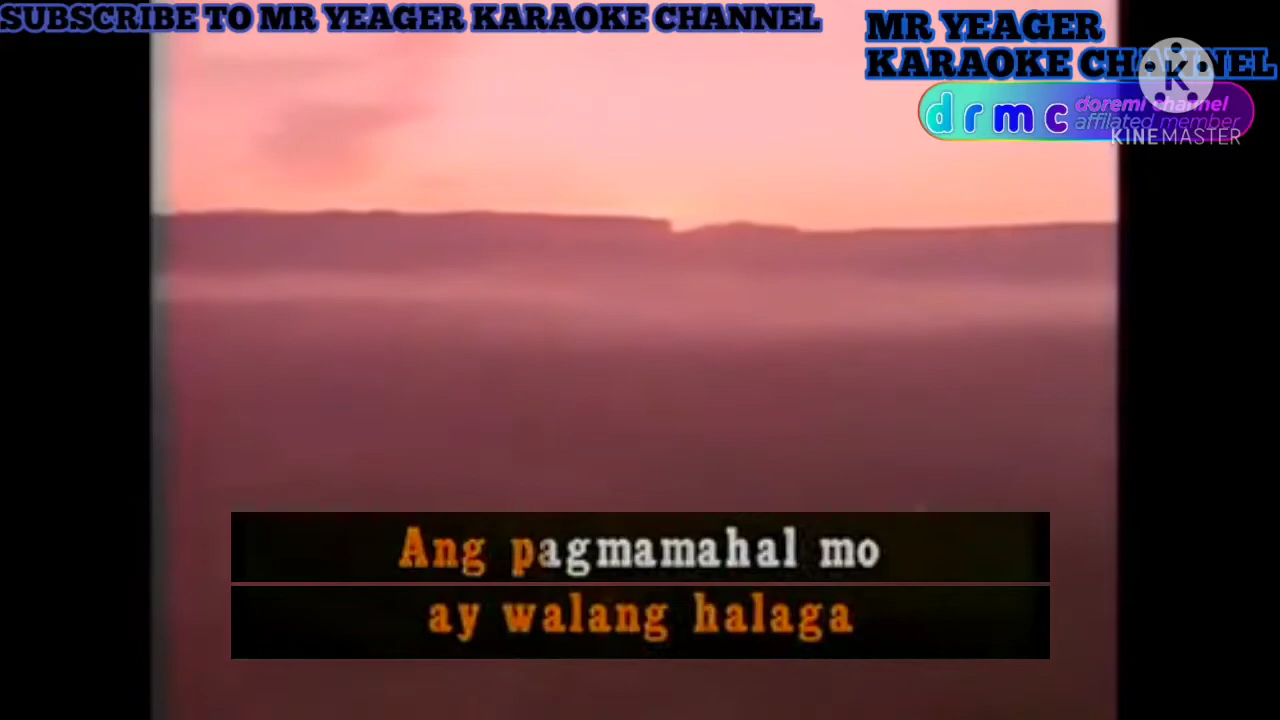 SUBSCRIBE TO MR YEAGER KARAOKE CHANNEL
MR YEAGER
KARAOKE CHANNEL
K
drmc doremi channel
affilated member
KINEMASTER
Ang pagmamahal mo
ay walang halaga